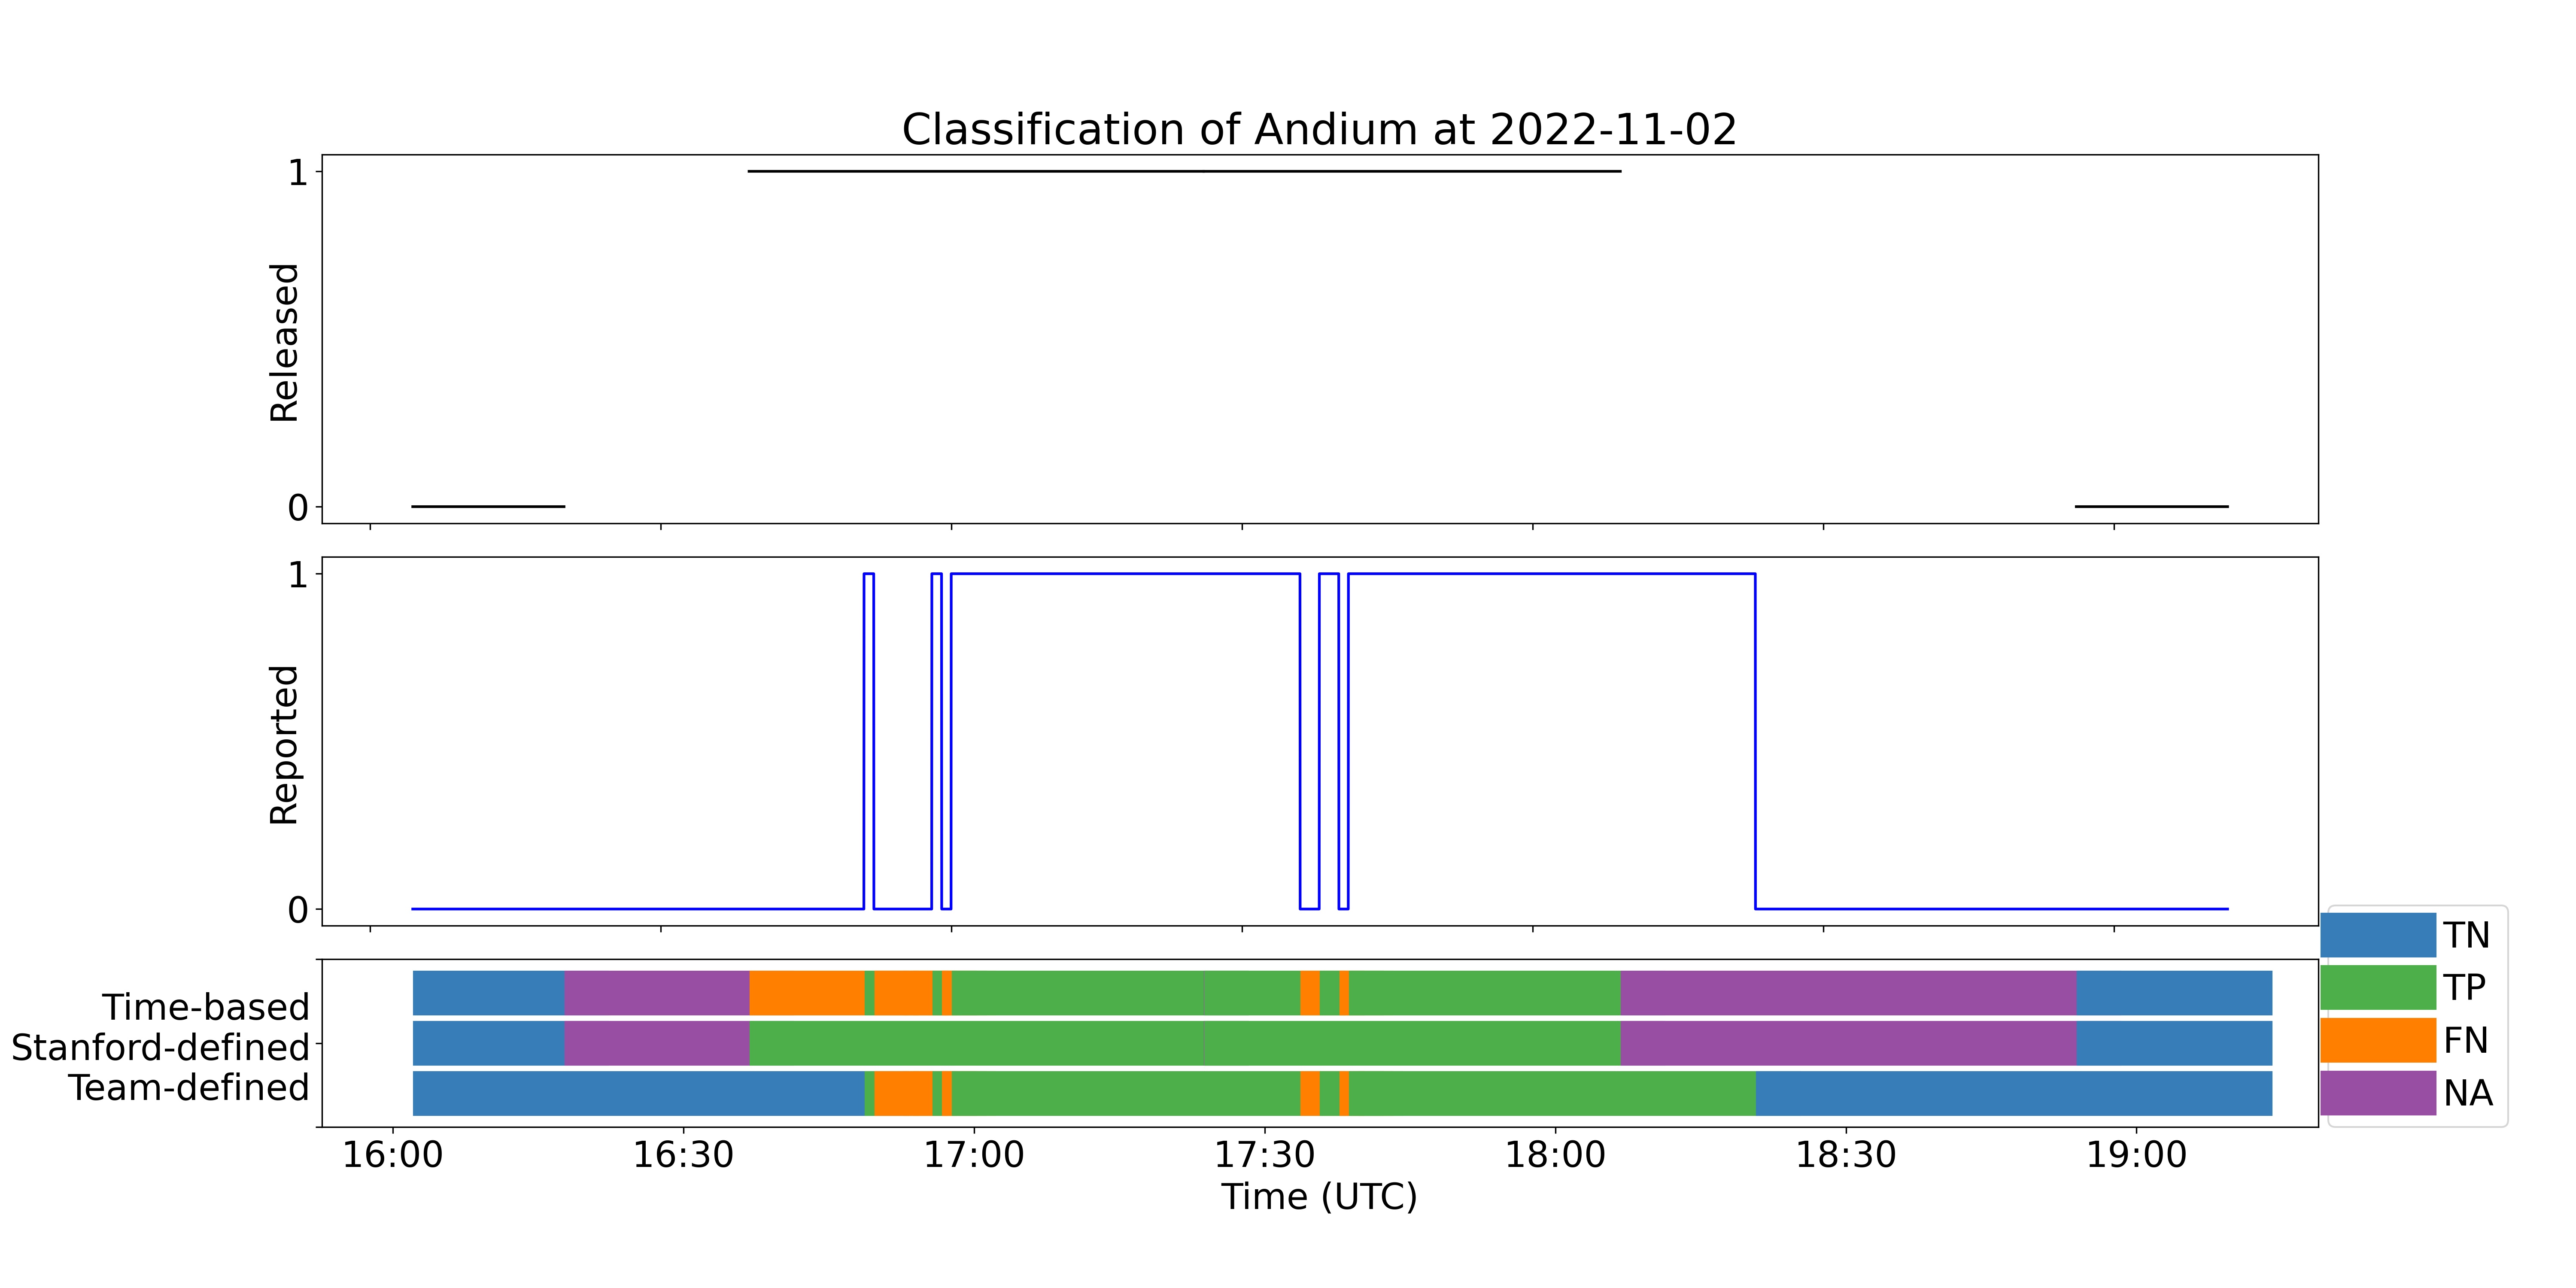 Classification of Andium at 2022-11-02
1
Released
0
1
Reported
0
Time-based
Stanford-defined
Team-defined
TN
TP
FN
NA
16:00 16:30 17:00 17:30 18:00 18:30 19:00
Time (UTC)